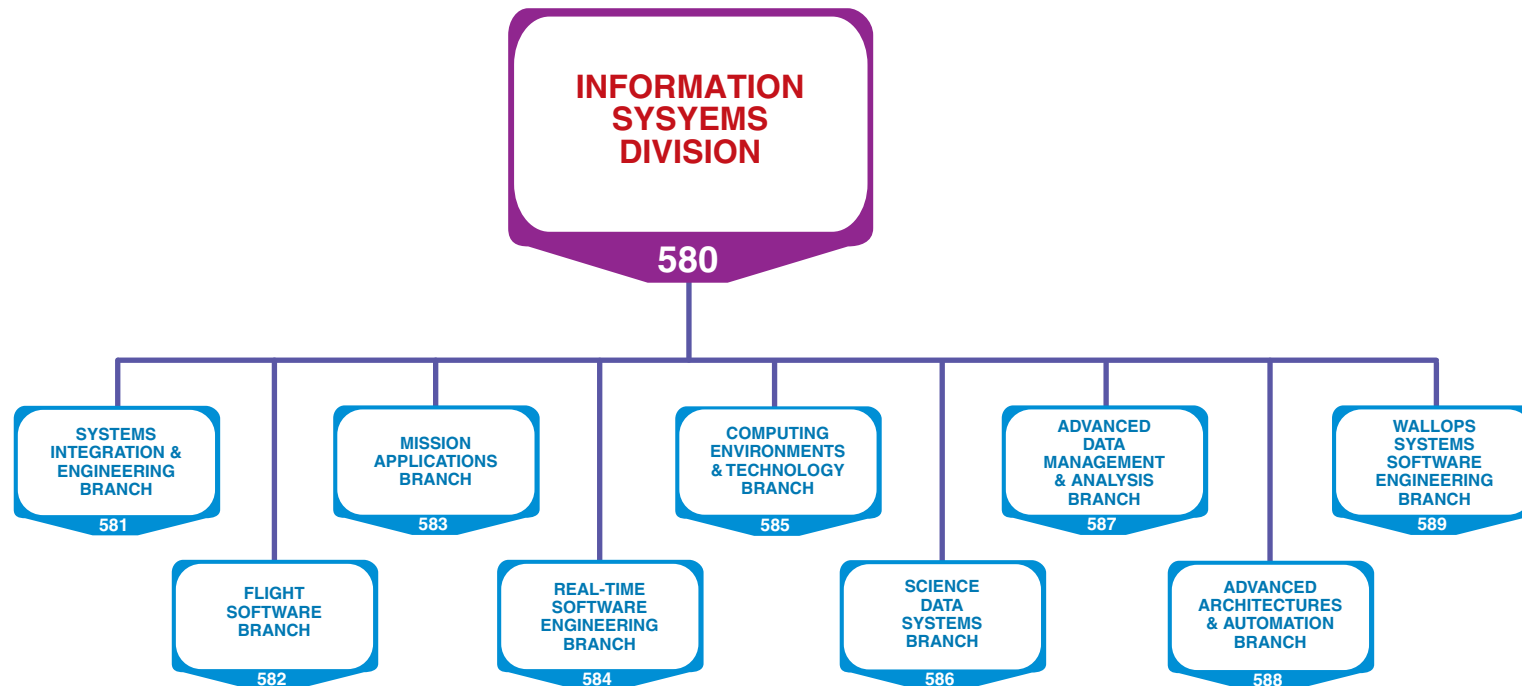 INFORMATION
SYSYEMS
DIVISION
580
SYSTEMS
INTEGRATION &
ENGINEERING
BRANCH
581
FLIGHT
SOFTWARE
BRANCH
582
MISSION
APPLICATIONS
BRANCH
583
REAL-TIME
SOFTWARE
ENGINEERING
BRANCH
584
COMPUTING
ENVIRONMENTS
& TECHNOLOGY
BRANCH
585
SCIENCE
DATA
SYSTEMS
BRANCH
586
ADVANCED
DATA
MANAGEMENT
& ANALYSIS
BRANCH
587
ADVANCED
ARCHITECTURES
& AUTOMATION
BRANCH
588
WALLOPS
SYSTEMS
SOFTWARE
ENGINEERING
BRANCH
589